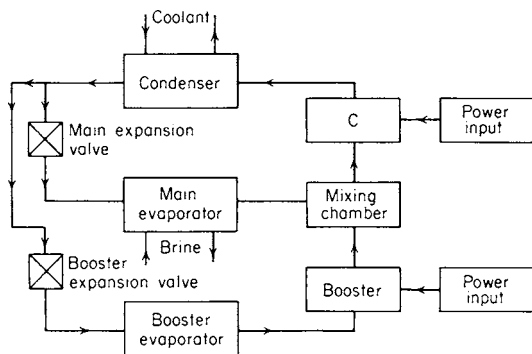 Coolant
Condenser
C
Power
input
Main expansion
valve
Main
evaporator
Mixing
chamber
Brine
Booster
expansion valve
Booster
Power
input
Booster
evaporator